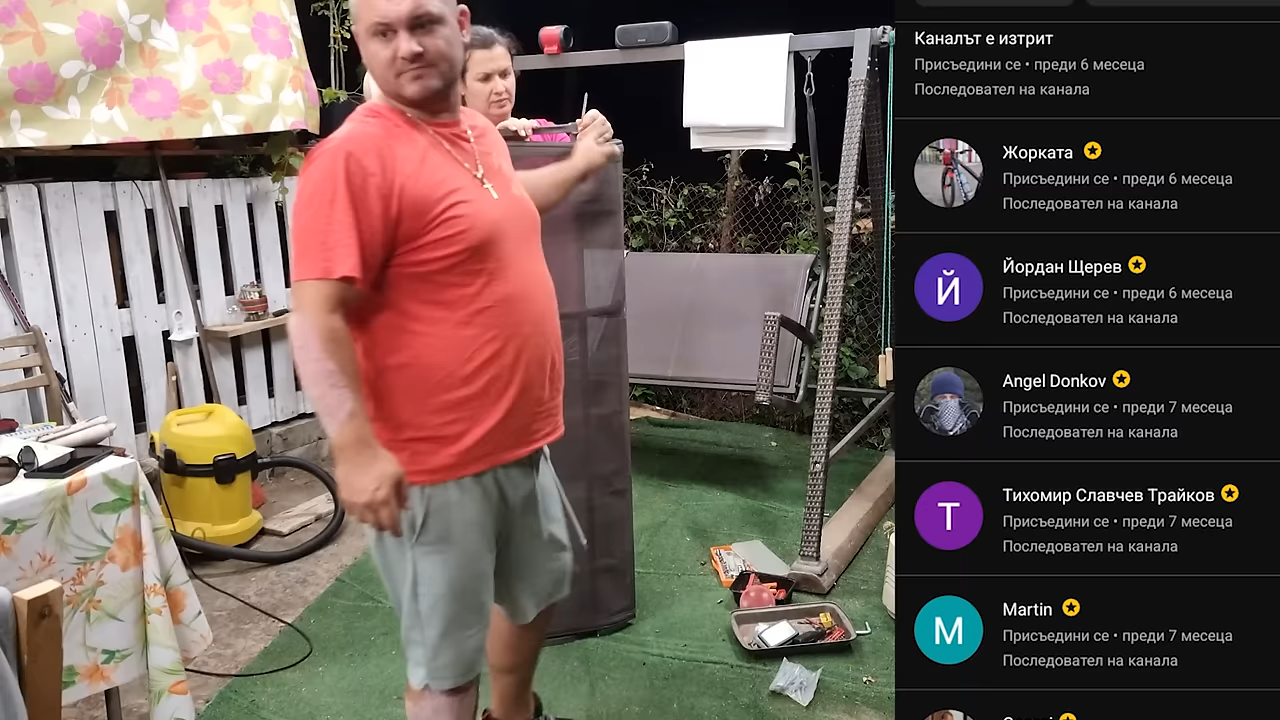 Каналът е изтрит
Присъедини се • преди 6 месеца
Последовател на канала
Жорката
Присъедини се • преди 6 месеца
Последовател на канала
Й
Йордан Щерев
Присъедини се • преди 6 месеца
Последовател на канала
Angel Donkov
Присъедини се • преди 7 месеца
Последовател на канала
Т
Тихомир Славчев Трайков
Присъедини се • преди 7 месеца
Последовател на канала
M
Martin
Присъедини се • преди 7 месеца
Последовател на канала